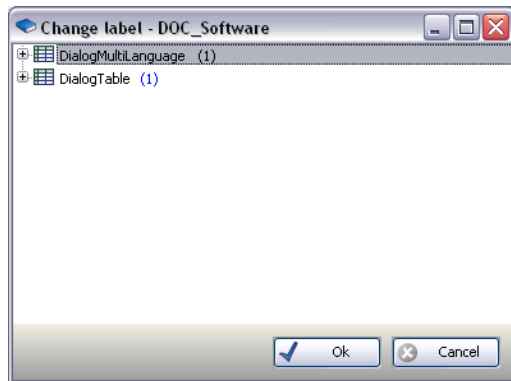 Change label - DOC_Software
DialogMultiLanguage (1)
DialogTable (1)
Ok Cancel